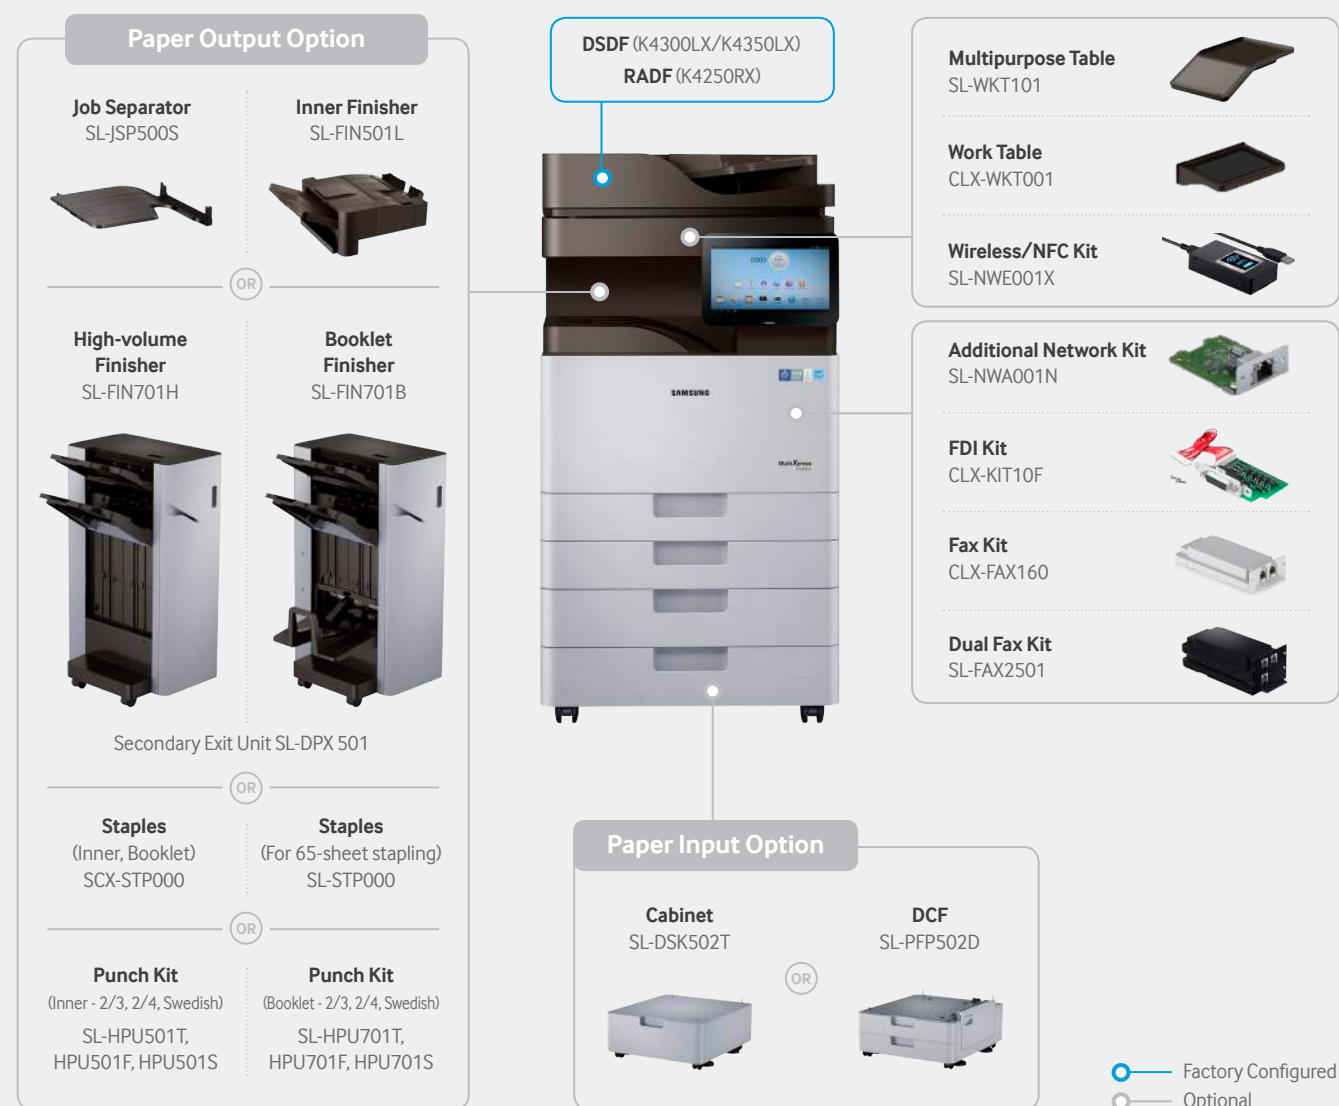 Paper Output Option
Job Separator
SL-JSP500S
Inner Finisher
SL-FIN501L
OR
High-volume
Finisher
SL-FIN701H
Booklet
Finisher
SL-FIN701B
Secondary Exit Unit SL-DPX 501
OR
Staples
(Inner, Booklet)
SCX-STP000
Staples
(For 65-sheet stapling)
SL-STP000
OR
Punch Kit
(Inner - 2/3, 2/4, Swedish)
SL-HPU501T,
HPU501F, HPU501S
Punch Kit
(Booklet - 2/3, 2/4, Swedish)
SL-HPU701T,
HPU701F, HPU701S
DSDF (K4300LX/K4350LX)
RADF (K4250RX)
SAMSUNG
MultiXpress
Paper Input Option
Cabinet
SL-DSK502T
OR
DCF
SL-PFP502D
Multipurpose Table
SL-WKT101
Work Table
CLX-WKT001
Wireless/NFC Kit
SL-NWE001X
Additional Network Kit
SL-NWA001N
FDI Kit
CLX-KIT10F
Fax Kit
CLX-FAX160
Dual Fax Kit
SL-FAX2501
Factory Configured
Optional